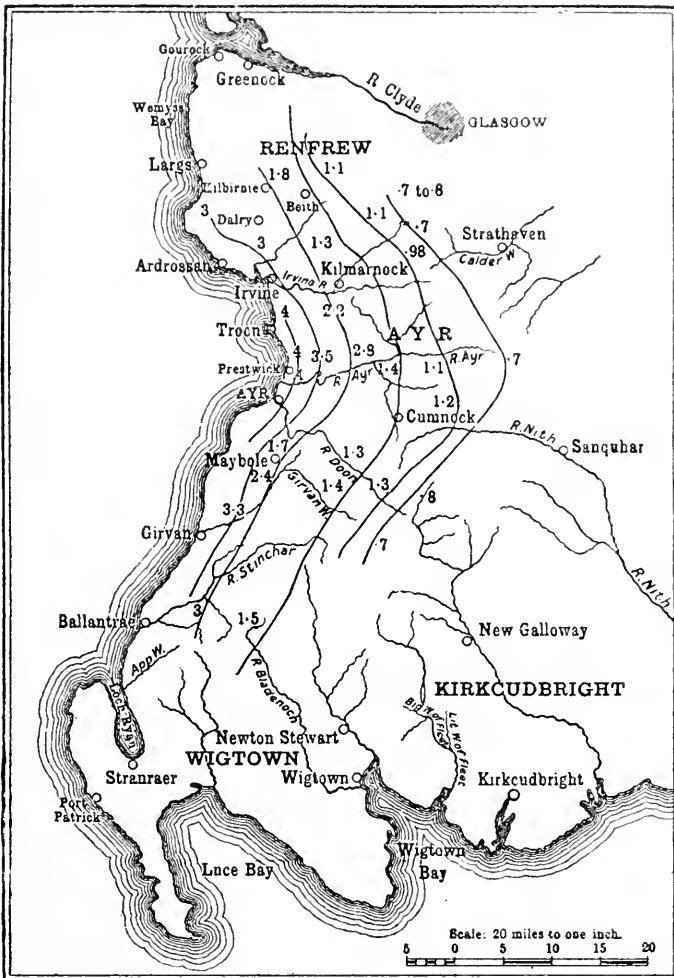 Gourock
Greenock
R Clyde
GLASGOW
Wemyss
Bay
RENFREW
Largs
1·8
1·1
Kilbirnie
Beith
·7 to ·8
3
Dalry
1·1
·7
Strathaven
3
1·3
·98
Calder W.
Ardrossan
Irvine R
Kilmarnock
Irvine
4
2·2
Troon
AYR
4
3·5
2·8
R. Ayr
·7
Prestwick
R Ayr
1·4
1·1
AYR
1·2
Cumnock
R. Nith
Sanquhar
1·7
Maybole
R Doon
1·3
2·4
Girvan W.
1·4
1·3
·8
3·3
Girvan
·7
R. Stinchar
R. Nith
3
1·5
Ballantrae
New Galloway
App W.
R Bladenoch
KIRKCUDBRIGHT
Loch Ryan
Big W of Fleet
Lit W of Fleet
Newton Stewart
WIGTOWN
Stranraer
Wigtown
Kirkcudbright
Port
Patrick
Luce Bay
Wigtown
Bay
Scale: 20 miles to one inch.
5 0 5 10 15 20